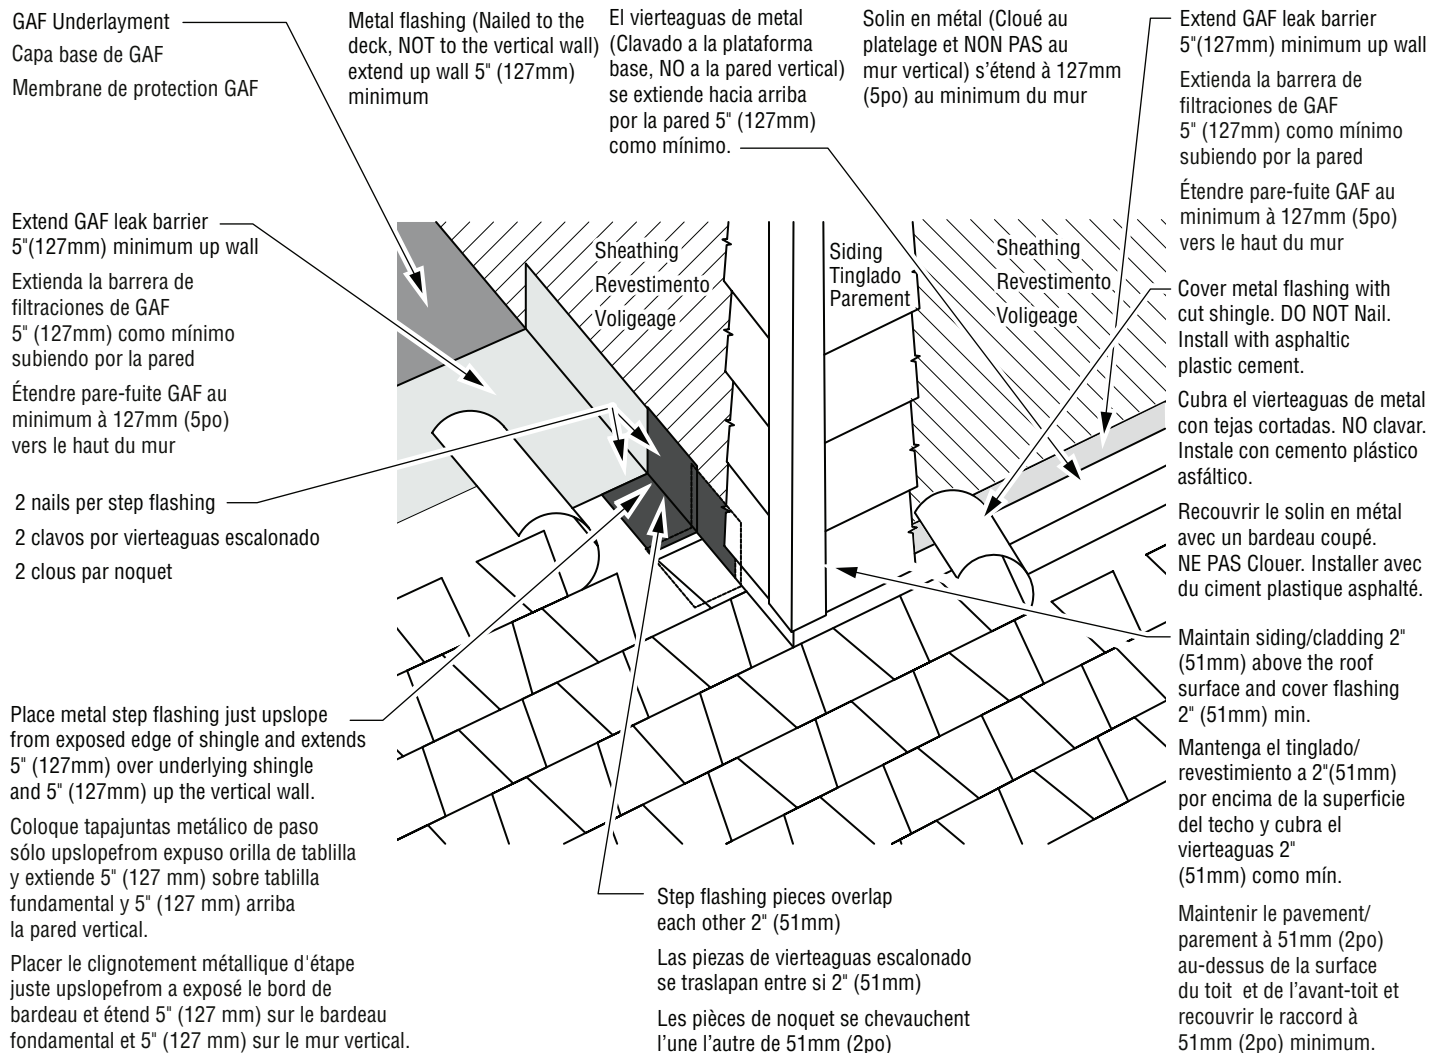 GAF Underlayment
Capa base de GAF
Membrane de protection GAF
Metal flashing (Nailed to the
deck, NOT to the vertical wall)
extend up wall 5" (127mm)
minimum
El vierteaguas de metal
(Clavado a la plataforma
base, NO a la pared vertical)
se extiende hacia arriba
por la pared 5" (127mm)
como mínimo.
Solin en métal (Cloué au
platelage et NON PAS au
mur vertical) s'étend à 127mm
(5po) au minimum du mur
Extend GAF leak barrier
5"(127mm) minimum up wall
Extienda la barrera de
filtraciones de GAF
5" (127mm) como mínimo
subiendo por la pared
Étendre pare-fuite GAF au
minimum à 127mm (5po)
vers le haut du mur
Extend GAF leak barrier
5"(127mm) minimum up wall
Extienda la barrera de
filtraciones de GAF
5" (127mm) como mínimo
subiendo por la pared
Étendre pare-fuite GAF au
minimum à 127mm (5po)
vers le haut du mur
Sheathing
Revestimento
Voligeage
Siding
Tinglado
Parement
Sheathing
Revestimento
Voligeage
Cover metal flashing with
cut shingle. DO NOT Nail.
Install with asphaltic
plastic cement.
Cubra el vierteaguas de metal
con tejas cortadas. NO clavar.
Instale con cemento plástico
asfáltico.
Recouvrir le solin en métal
avec un bardeau coupé.
NE PAS Clouer. Installer avec
du ciment plastique asphalté.
2 nails per step flashing
2 clavos por vierteaguas escalonado
2 clous par noquet
Maintain siding/cladding 2"
(51mm) above the roof
surface and cover flashing
2" (51mm) min.
Mantenga el tinglado/
revestimiento a 2"(51mm)
por encima de la superficie
del techo y cubra el
vierteaguas 2"
(51mm) como mín.
Maintenir le pavement/
parement à 51mm (2po)
au-dessus de la surface
du toit et de l'avant-toit et
recouvrir le raccord à
51mm (2po) minimum.
Place metal step flashing just upslope
from exposed edge of shingle and extends
5" (127mm) over underlying shingle
and 5" (127mm) up the vertical wall.
Coloque tapajuntas metálico de paso
sólo upslopefrom expuso orilla de tablilla
y extiende 5" (127 mm) sobre tablilla
fundamental y 5" (127 mm) arriba
la pared vertical.
Placer le clignotement métallique d'étape
juste upslopefrom a exposé le bord de
bardeau et étend 5" (127 mm) sur le bardeau
fondamental et 5" (127 mm) sur le mur vertical.
Step flashing pieces overlap
each other 2" (51mm)
Las piezas de vierteaguas escalonado
se traslapan entre si 2" (51mm)
Les pièces de noquet se chevauchent
l'une l'autre de 51mm (2po)